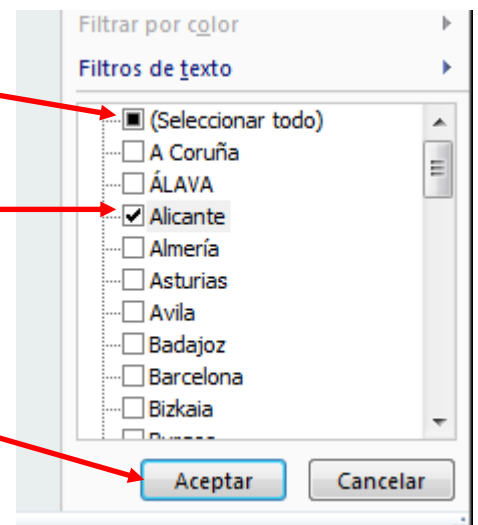 Filtrar por color
Filtros de texto
(Seleccionar todo)
A Coruña
ÁLAVA
Alicante
Almería
Asturias
Avila
Badajoz
Barcelona
Bizkaia
Aceptar Cancelar